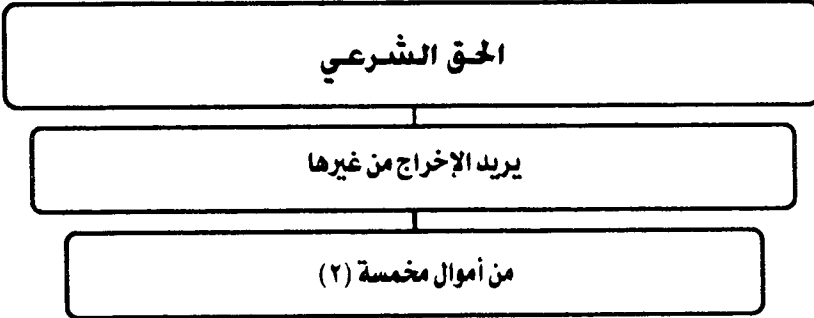 الحق الشرعي
يريد الإخراج من غيرها
من أموال مخمسة (٢)